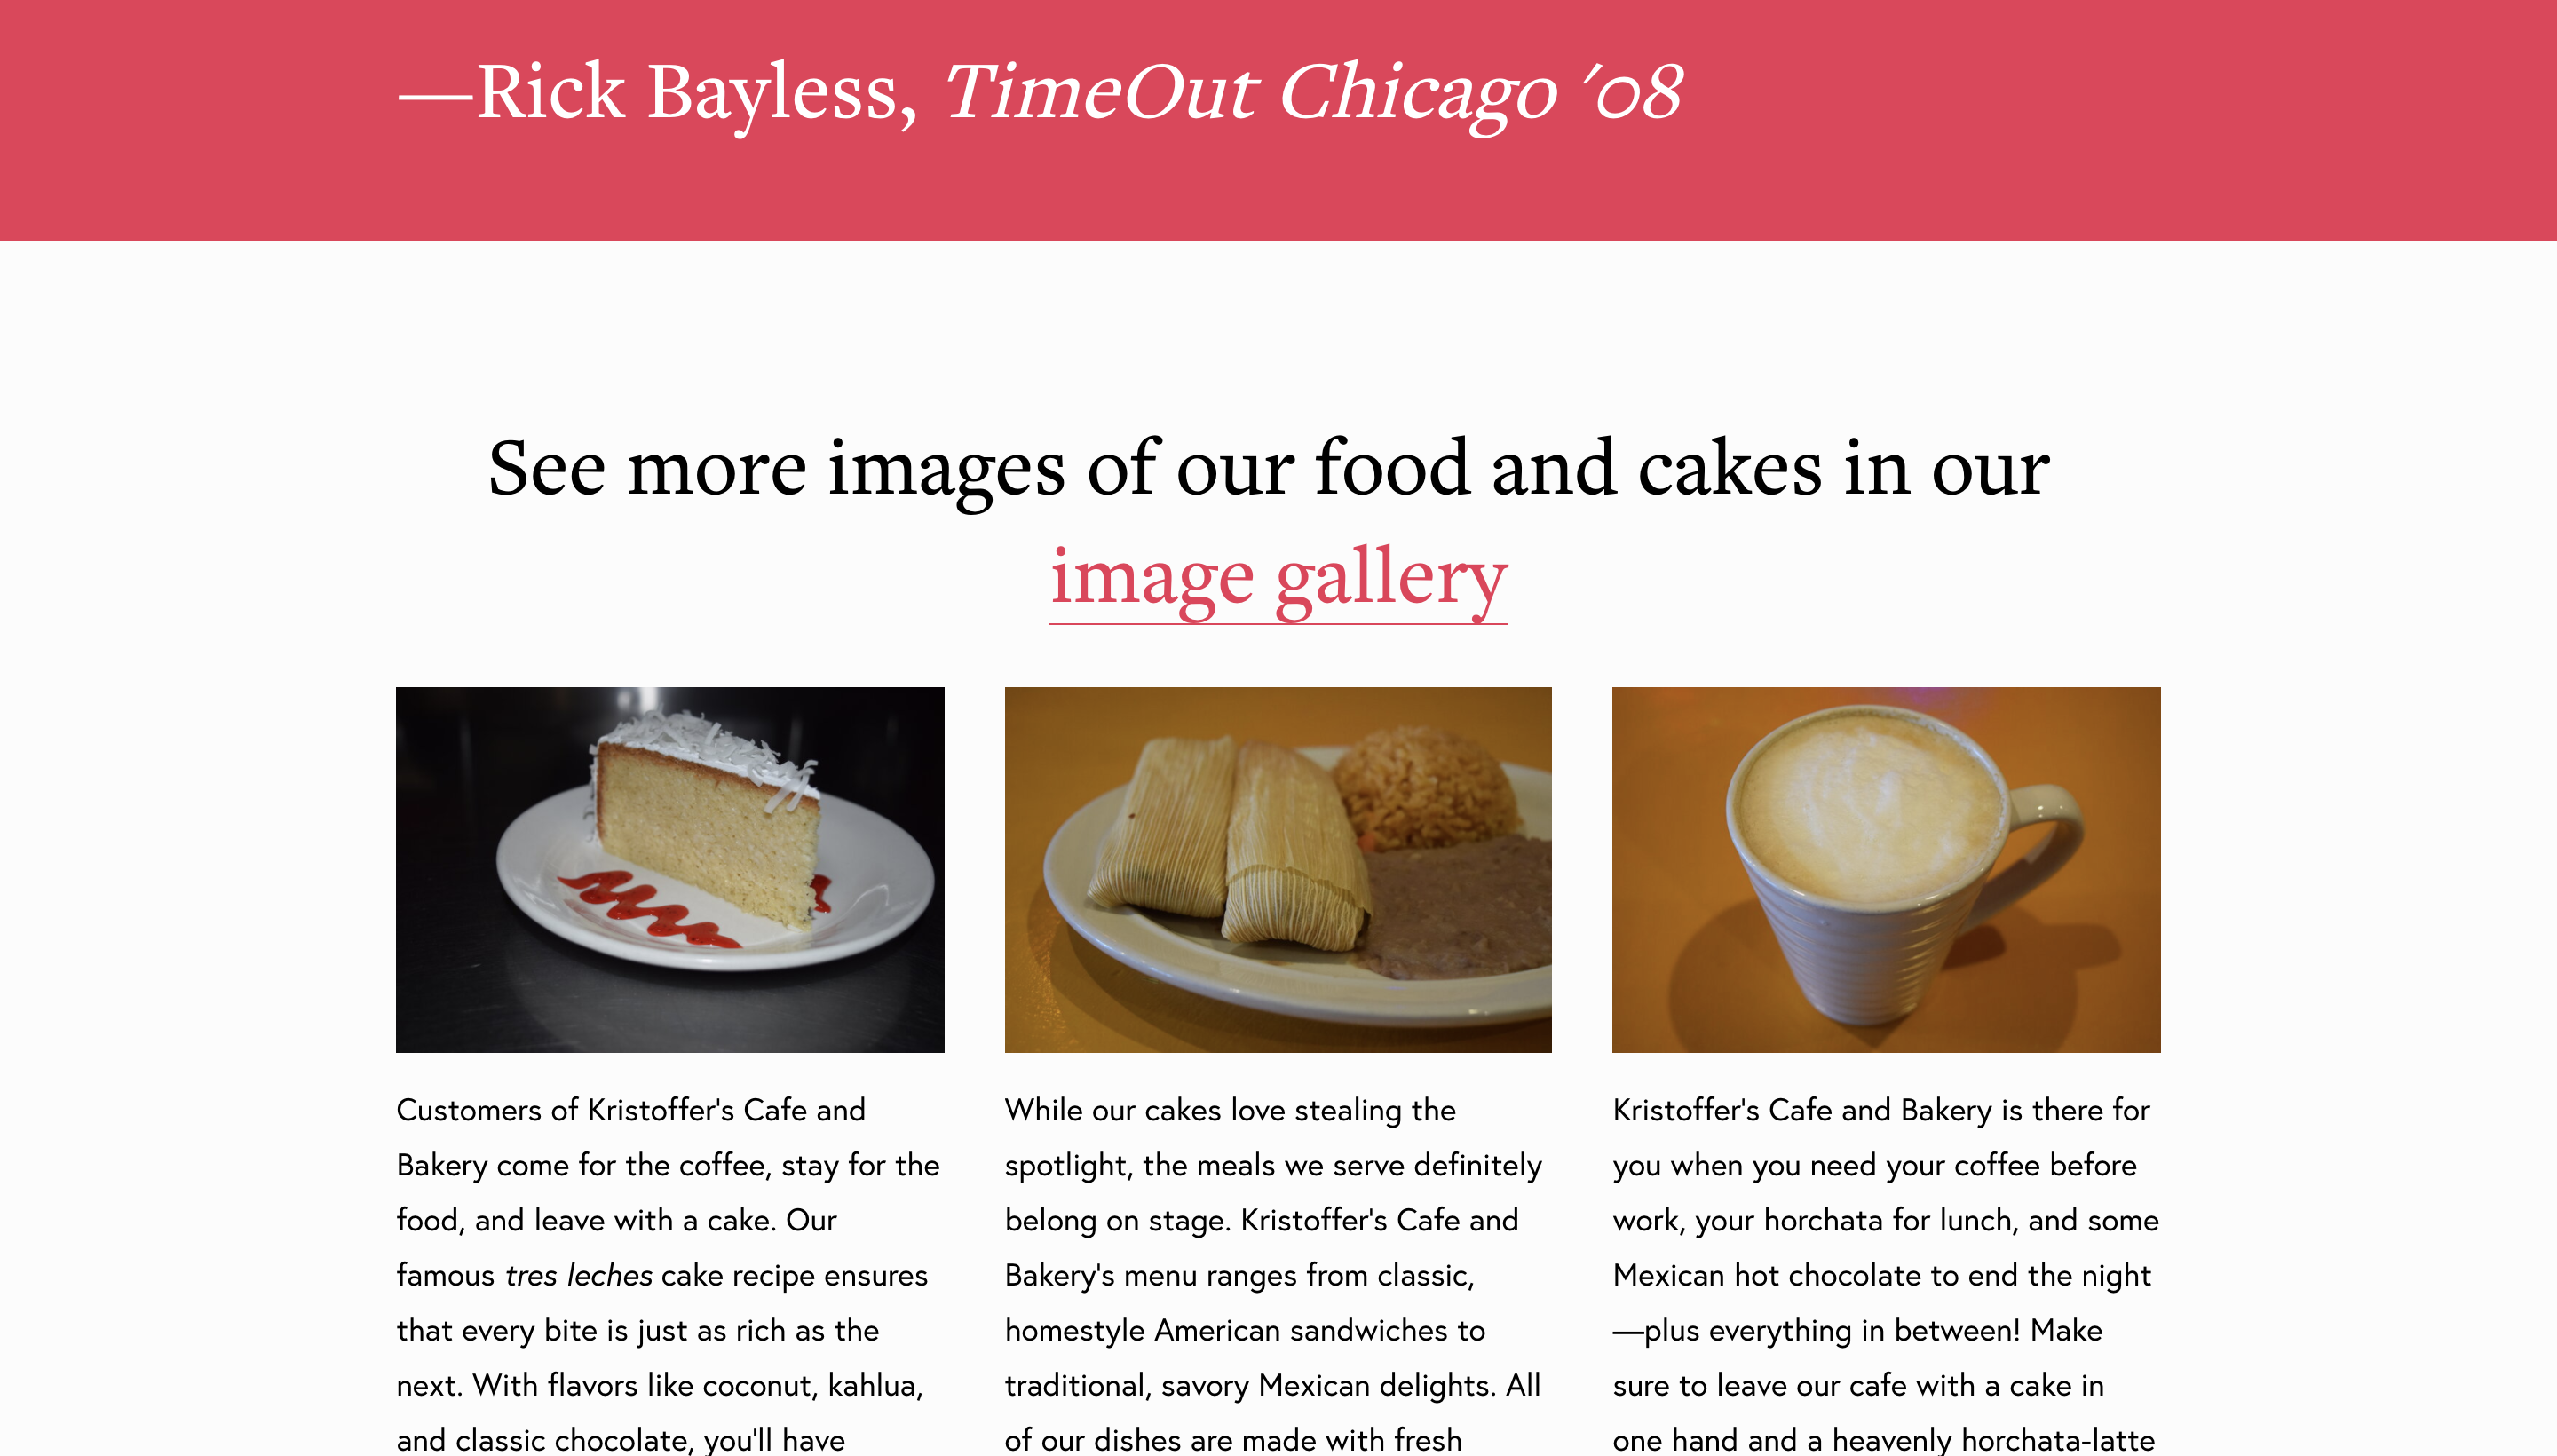 —Rick Bayless, TimeOut Chicago '08
See more images of our food and cakes in our
image gallery
Customers of Kristoffer's Cafe and
Bakery come for the coffee, stay for the
food, and leave with a cake. Our
famous tres leches cake recipe ensures
that every bite is just as rich as the
next. With flavors like coconut, kahlua,
and classic chocolate, you'll have
While our cakes love stealing the
spotlight, the meals we serve definitely
belong on stage. Kristoffer's Cafe and
Bakery's menu ranges from classic,
homestyle American sandwiches to
traditional, savory Mexican delights. All
of our dishes are made with fresh
Kristoffer's Cafe and Bakery is there for
you when you need your coffee before
work, your horchata for lunch, and some
Mexican hot chocolate to end the night
—plus everything in between! Make
sure to leave our cafe with a cake in
one hand and a heavenly horchata-latte